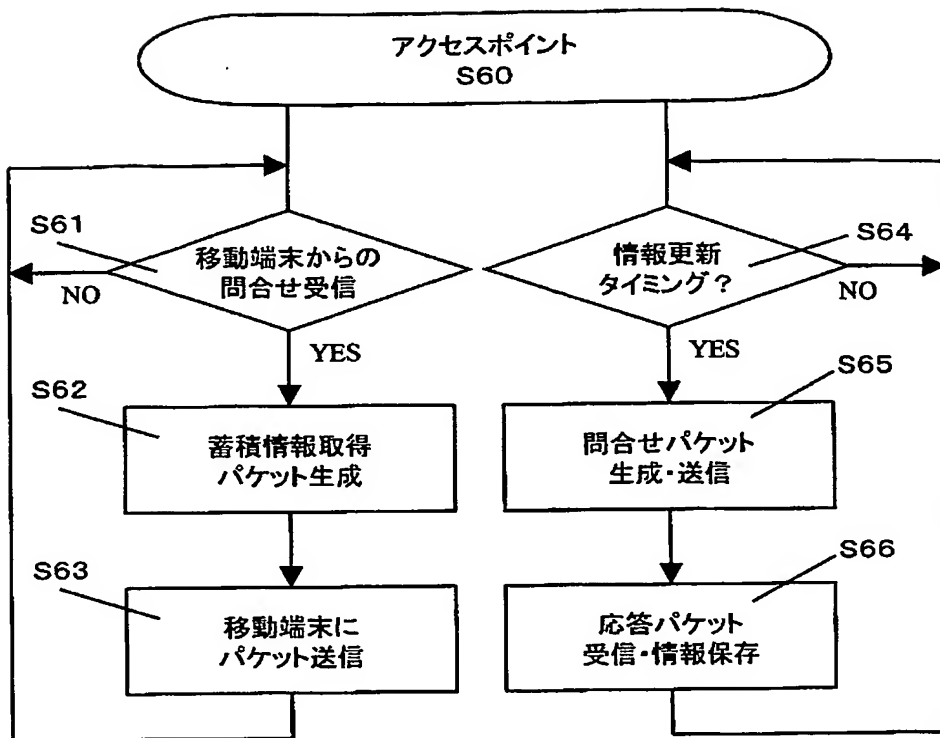 アクセスポイント
S60
S61
移動端末からの
問合せ受信
NO
YES
S62
蓄積情報取得
パケット生成
S63
移動端末に
パケット送信
S64
情報更新
タイミング？
NO
YES
S65
問合せパケット
生成・送信
S66
応答パケット
受信・情報保存